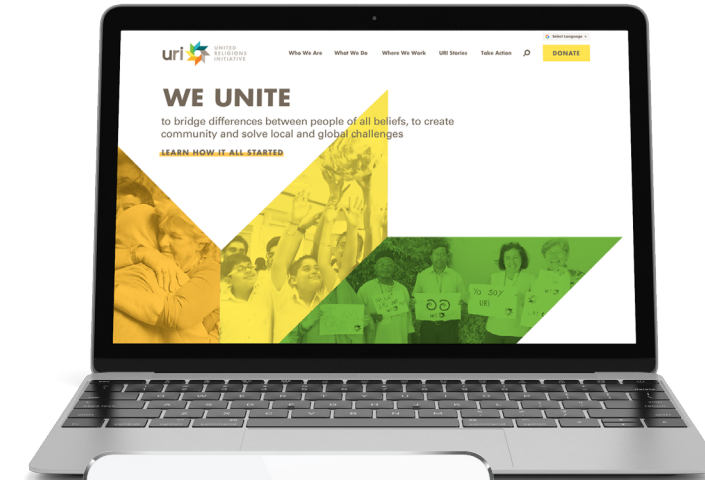 Select Language
uri
UNITED
RELIGIONS
INITIATIVE
Who We Are
What We Do
Where We Work
URI Stories
Take Action
DONATE
WE UNITE
to bridge differences between people of all beliefs, to create
community and solve local and global challenges
LEARN HOW IT ALL STARTED
YO SOY
URI